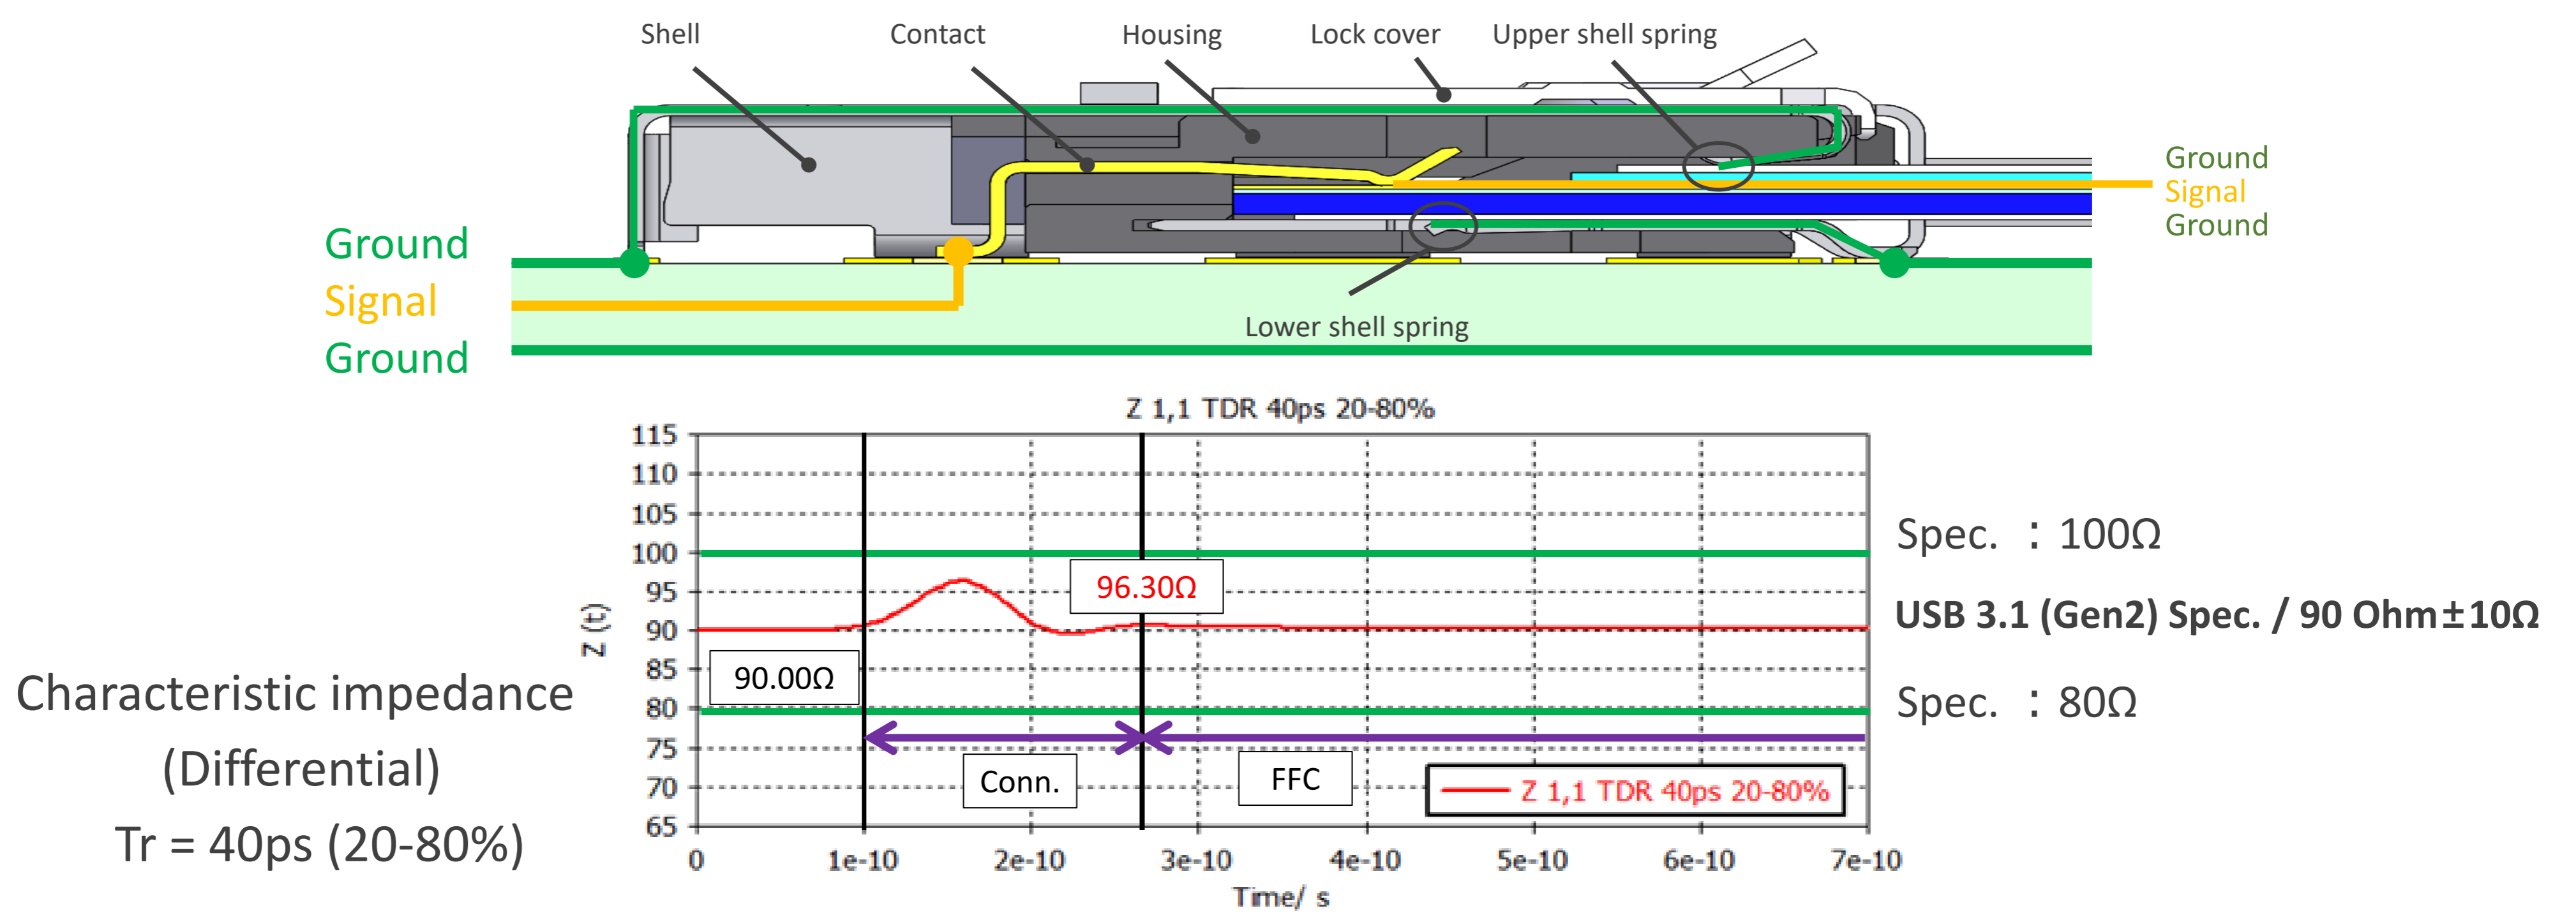 Shell
Contact
Housing
Lock cover
Upper shell spring
Ground
Signal
Ground
Ground
Signal
Ground
Lower shell spring
Z 1,1 TDR 40ps 20-80%
115
110
105
100
95
90
85
80
75
70
65
Z (t)
96.30Ω
90.00Ω
Conn.
FFC
Z 1,1 TDR 40ps 20-80%
0
1e-10
2e-10
3e-10
4e-10
5e-10
6e-10
7e-10
Time/ s
Spec. : 100Ω
USB 3.1 (Gen2) Spec. / 90 Ohm±10Ω
Spec. : 80Ω
Characteristic impedance
(Differential)
Tr = 40ps (20-80%)